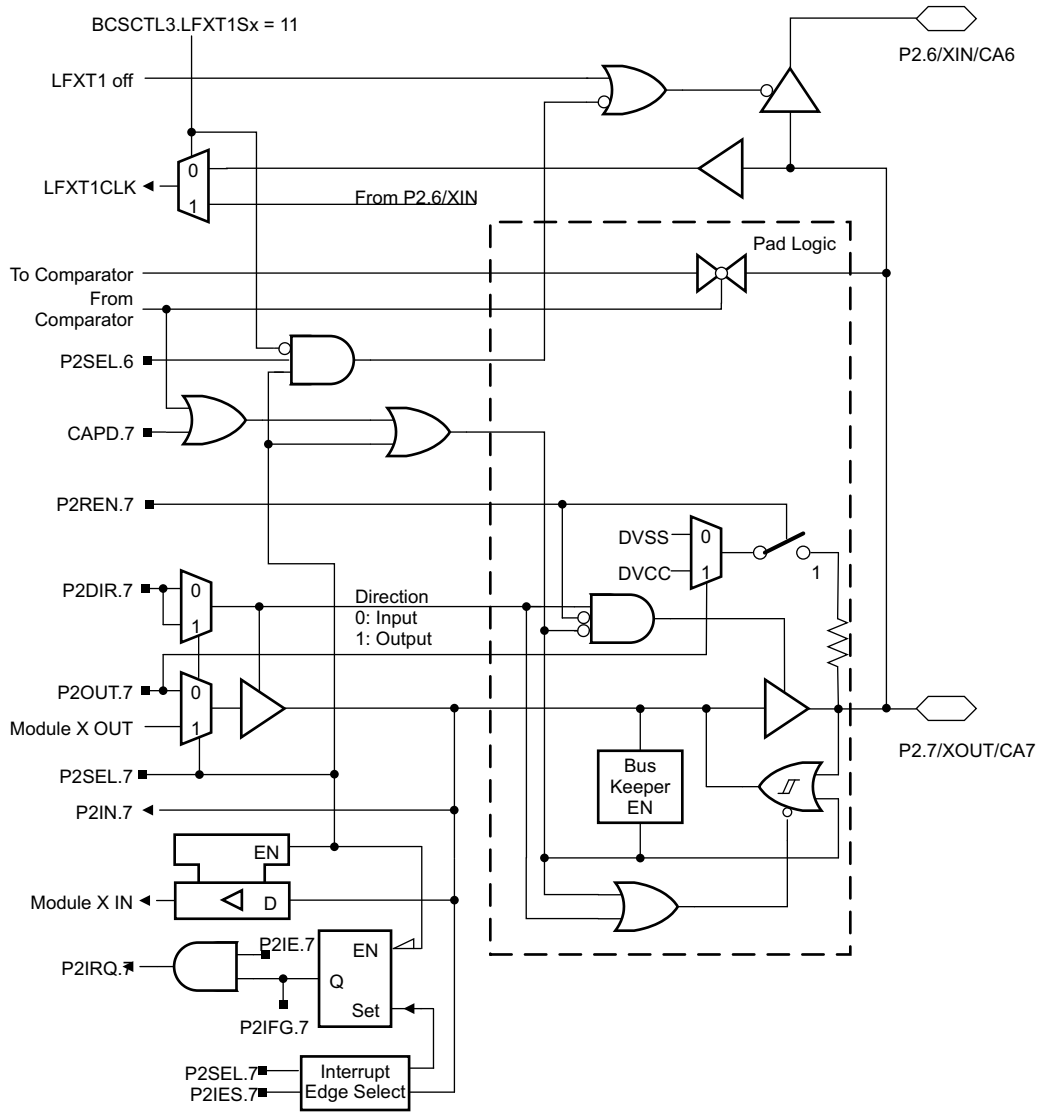 BCSCTL3.LFXT1Sx = 11
P2.6/XIN/CA6
LFXT1 off
0
LFXT1CLK
1
From P2.6/XIN
Pad Logic
To Comparator
From
Comparator
P2SEL.6
CAPD.7
P2REN.7
DVSS
0
DVCC
1
1
P2DIR.7
0
1
Direction
0: Input
1: Output
P2OUT.7
0
Module X OUT
1
P2.7/XOUT/CA7
P2SEL.7
Bus
Keeper
EN
P2IN.7
EN
Module X IN
D
P2IE.7
EN
P2IRQ.7
Q
Set
P2IFG.7
P2SEL.7
P2IES.7
Interrupt
Edge Select